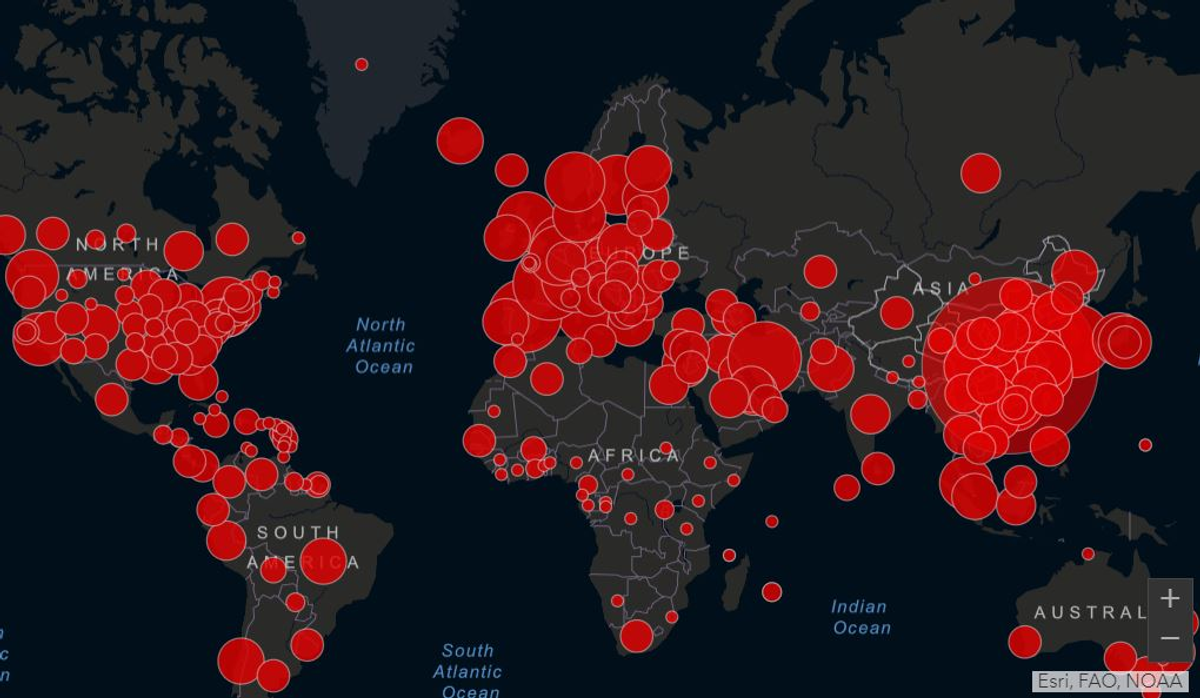 NORTH
AMERICA
EUROPE
ASIA
North
Atlantic
Ocean
AFRICA
SOUTH
AMERICA
Indian
Ocean
AUSTRAL
South
Atlantic
Ocean
c
n
+
−
Esri, FAO, NOAA